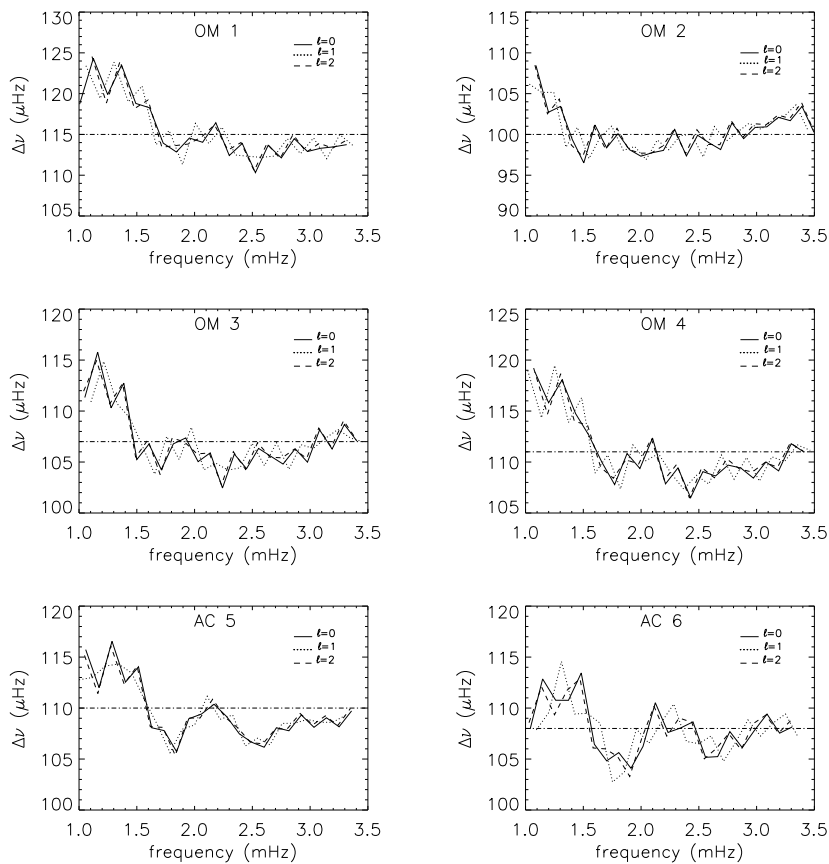 OM 1
ℓ=0
ℓ=1
ℓ=2
130
125
120
115
110
105
Δν (μHz)
1.0 1.5 2.0 2.5 3.0 3.5
frequency (mHz)
OM 2
ℓ=0
ℓ=1
ℓ=2
115
110
105
100
95
90
Δν (μHz)
1.0 1.5 2.0 2.5 3.0 3.5
frequency (mHz)
OM 3
ℓ=0
ℓ=1
ℓ=2
120
115
110
105
100
Δν (μHz)
1.0 1.5 2.0 2.5 3.0 3.5
frequency (mHz)
OM 4
ℓ=0
ℓ=1
ℓ=2
125
120
115
110
105
Δν (μHz)
1.0 1.5 2.0 2.5 3.0 3.5
frequency (mHz)
AC 5
ℓ=0
ℓ=1
ℓ=2
120
115
110
105
100
Δν (μHz)
1.0 1.5 2.0 2.5 3.0 3.5
frequency (mHz)
AC 6
ℓ=0
ℓ=1
ℓ=2
120
115
110
105
100
Δν (μHz)
1.0 1.5 2.0 2.5 3.0 3.5
frequency (mHz)